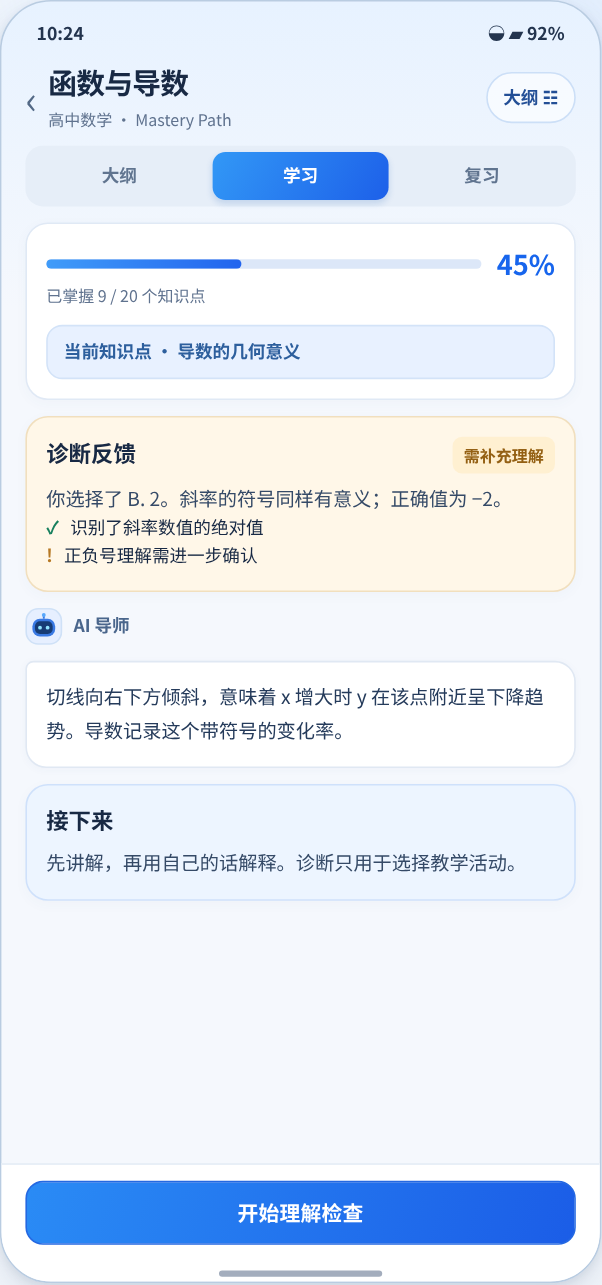 10:24
92%
函数与导数
高中数学 · Mastery Path
大纲
大纲
学习
复习
45%
已掌握 9 / 20 个知识点
当前知识点 · 导数的几何意义
诊断反馈
需补充理解
你选择了 B. 2。斜率的符号同样有意义；正确值为 −2。
✓ 识别了斜率数值的绝对值
! 正负号理解需进一步确认
AI 导师
切线向右下方倾斜，意味着 x 增大时 y 在该点附近呈下降趋
势。导数记录这个带符号的变化率。
接下来
先讲解，再用自己的话解释。诊断只用于选择教学活动。
开始理解检查